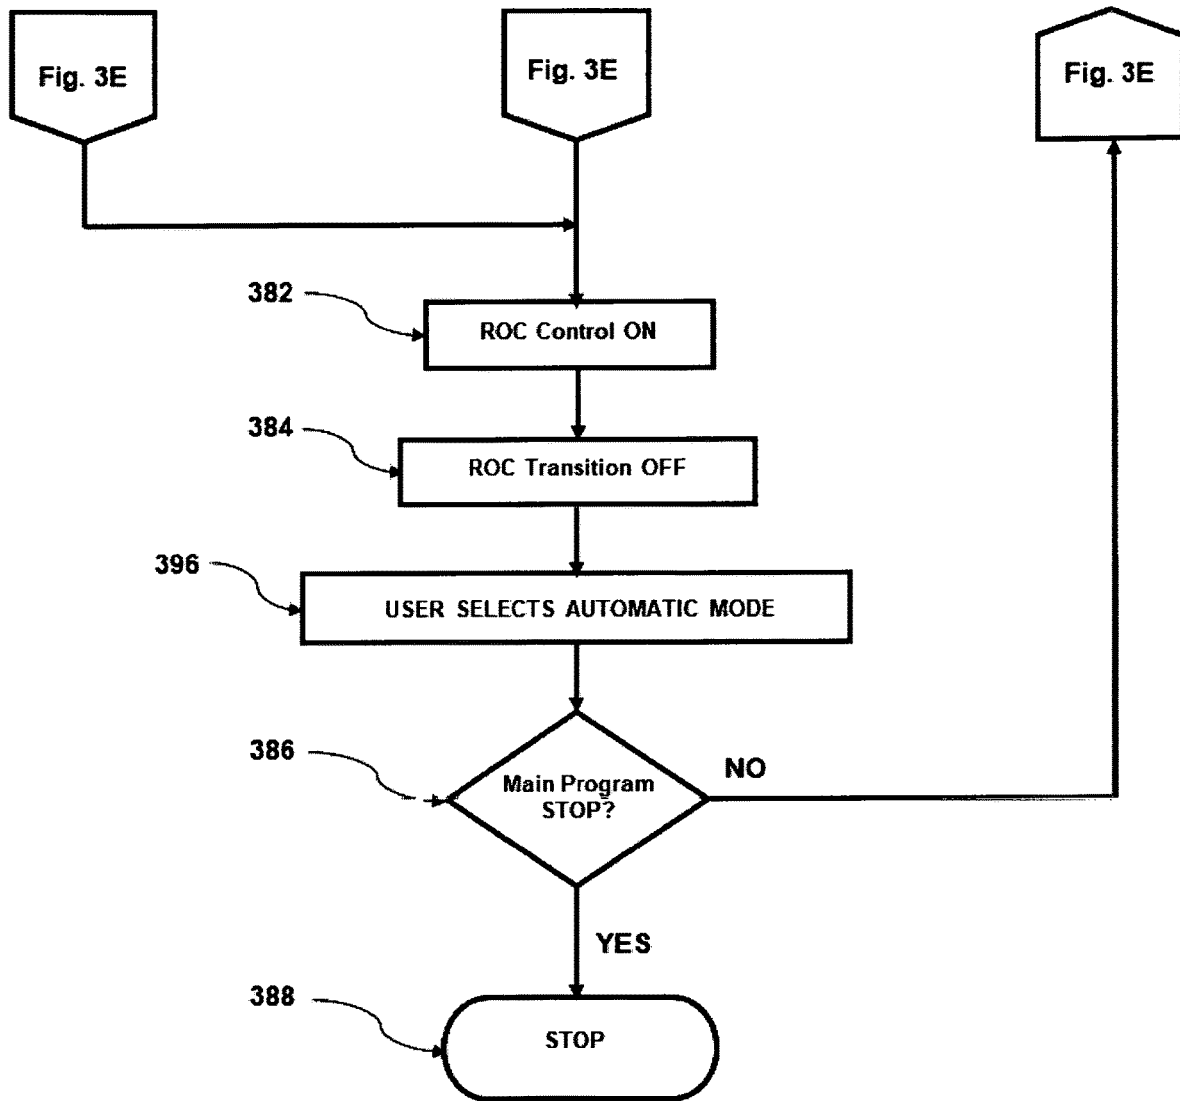 Fig. 3E
Fig. 3E
Fig. 3E
382
ROC Control ON
384
ROC Transition OFF
396
USER SELECTS AUTOMATIC MODE
386
Main Program
STOP?
NO
YES
388
STOP